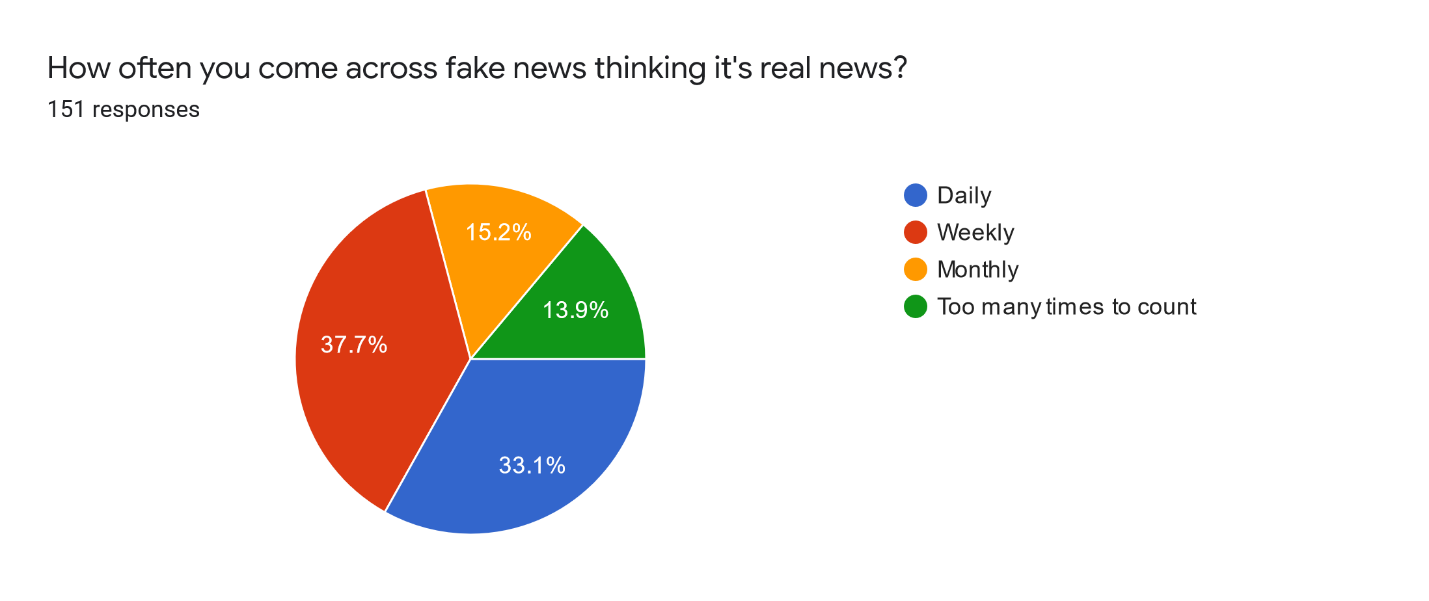 How often you come across fake news thinking it's real news?
151 responses
15.2%
13.9%
37.7%
33.1%
Daily
Weekly
Monthly
Too many times to count